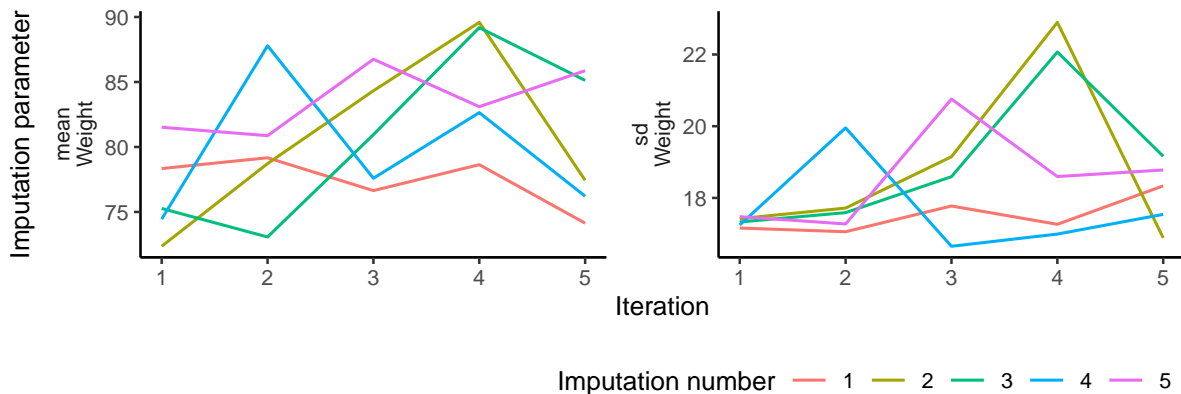 Imputation parameter
mean
Weight
90
85
80
75
1 2 3 4 5
sd
Weight
22
20
18
1 2 3 4 5
Iteration
Imputation number 1 2 3 4 5